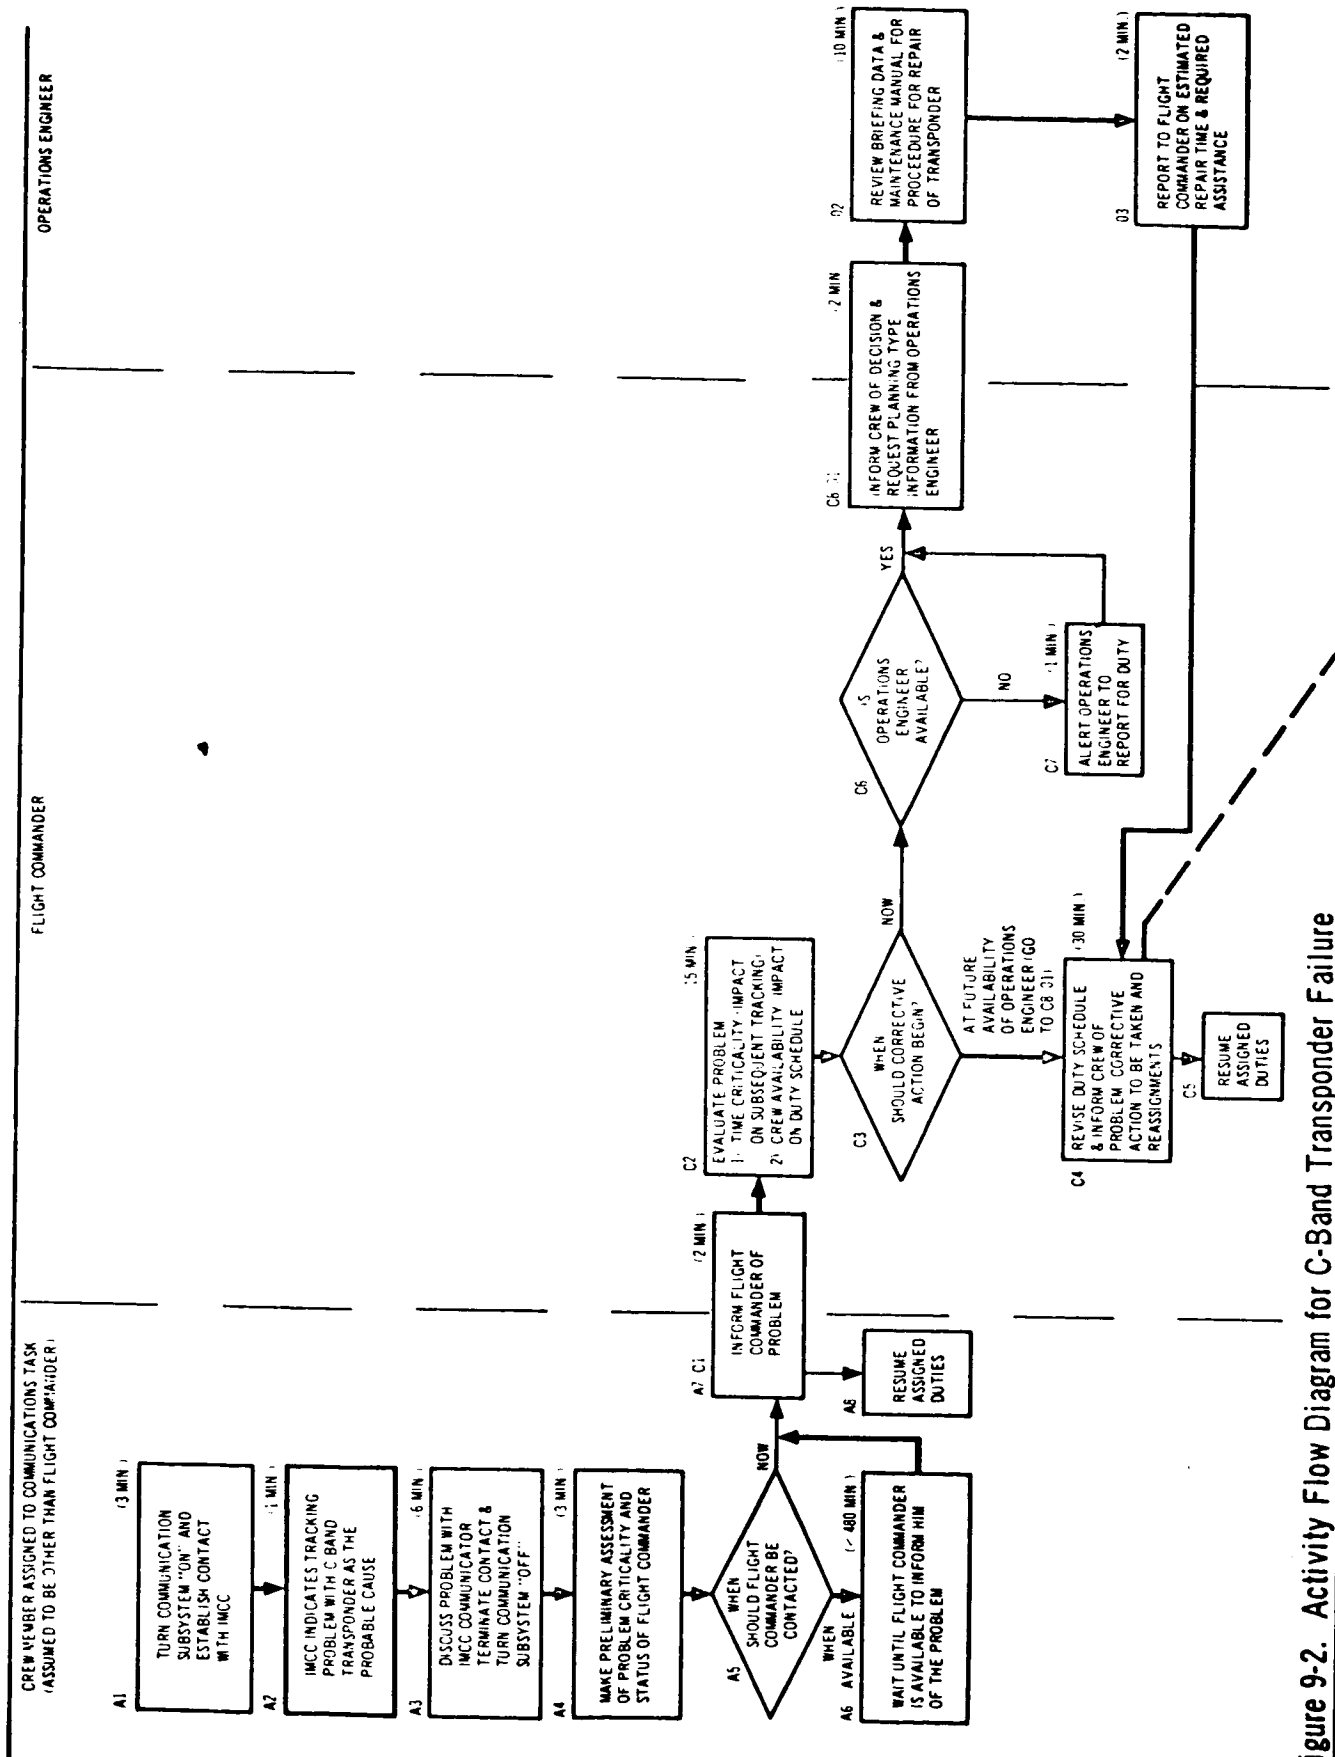 CREW MEMBER ASSIGNED TO COMMUNICATIONS TASK
(ASSUMED TO BE OTHER THAN FLIGHT COMMANDER)
FLIGHT COMMANDER
OPERATIONS ENGINEER
A1
(3 MIN.)
TURN COMMUNICATION
SUBSYSTEM "ON" AND
ESTABLISH CONTACT
WITH IMCC
A2
(1 MIN.)
IMCC INDICATES TRACKING
PROBLEM WITH C BAND
TRANSPONDER AS THE
PROBABLE CAUSE
A3
(6 MIN.)
DISCUSS PROBLEM WITH
IMCC COMMUNICATOR
TERMINATE CONTACT &
TURN COMMUNICATION
SUBSYSTEM "OFF"
A4
(3 MIN.)
MAKE PRELIMINARY ASSESSMENT
OF PROBLEM CRITICALITY AND
STATUS OF FLIGHT COMMANDER
A5
WHEN
SHOULD FLIGHT
COMMANDER BE
CONTACTED?
NOW
WHEN
AVAILABLE
A6
(< 480 MIN.)
WAIT UNTIL FLIGHT COMMANDER
IS AVAILABLE TO INFORM HIM
OF THE PROBLEM
A7 C1
(2 MIN.)
INFORM FLIGHT
COMMANDER OF
PROBLEM
A8
RESUME
ASSIGNED
DUTIES
C2
(5 MIN.)
EVALUATE PROBLEM
1) TIME CRITICALITY (IMPACT
ON SUBSEQUENT TRACKING)
2) CREW AVAILABILITY IMPACT
ON DUTY SCHEDULE
C3
WHEN
SHOULD CORRECTIVE
ACTION BEGIN?
NOW
AT FUTURE
AVAILABILITY
OF OPERATIONS
ENGINEER (GO
TO C8 O1)
C4
(30 MIN.)
REVISE DUTY SCHEDULE
& INFORM CREW OF
PROBLEM CORRECTIVE
ACTION TO BE TAKEN AND
REASSIGNMENTS
C5
RESUME
ASSIGNED
DUTIES
C6
IS
OPERATIONS
ENGINEER
AVAILABLE?
YES
NO
C7
(1 MIN.)
ALERT OPERATIONS
ENGINEER TO
REPORT FOR DUTY
C8 O1
(2 MIN.
INFORM CREW OF DECISION &
REQUEST PLANNING TYPE
INFORMATION FROM OPERATIONS
ENGINEER
O2
(10 MIN.)
REVIEW BRIEFING DATA &
MAINTENANCE MANUAL FOR
PROCEEDURE FOR REPAIR
OF TRANSPONDER
O3
(2 MIN.)
REPORT TO FLIGHT
COMMANDER ON ESTIMATED
REPAIR TIME & REQUIRED
ASSISTANCE
igure 9-2. Activity Flow Diagram for C-Band Transponder Failure